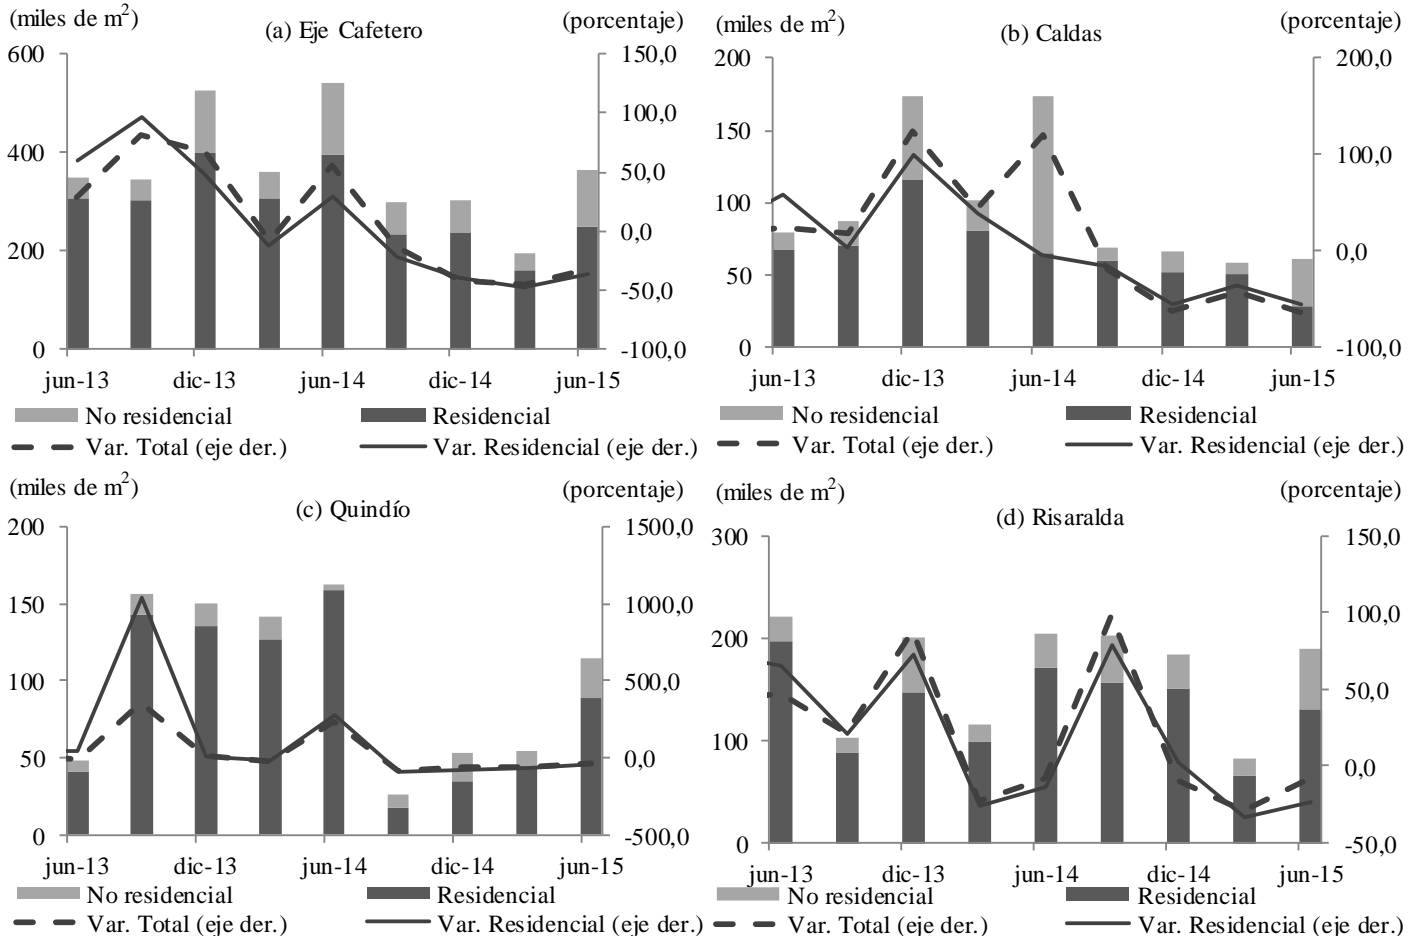 (miles de m²)
(a) Eje Cafetero
(porcentaje)
600
400
200
0
150,0
100,0
50,0
0,0
-50,0
-100,0
jun-13 dic-13 jun-14 dic-14 jun-15
No residencial Residencial
Var. Total (eje der.) Var. Residencial (eje der.)
(miles de m²)
(b) Caldas
(porcentaje)
200
150
100
50
0
200,0
100,0
0,0
-100,0
jun-13 dic-13 jun-14 dic-14 jun-15
No residencial Residencial
Var. Total (eje der.) Var. Residencial (eje der.)
(miles de m²)
(c) Quindío
(porcentaje)
200
150
100
50
0
1500,0
1000,0
500,0
0,0
-500,0
jun-13 dic-13 jun-14 dic-14 jun-15
No residencial Residencial
Var. Total (eje der.) Var. Residencial (eje der.)
(miles de m²)
(d) Risaralda
(porcentaje)
300
200
100
0
150,0
100,0
50,0
0,0
-50,0
jun-13 dic-13 jun-14 dic-14 jun-15
No residencial Residencial
Var. Total (eje der.) Var. Residencial (eje der.)